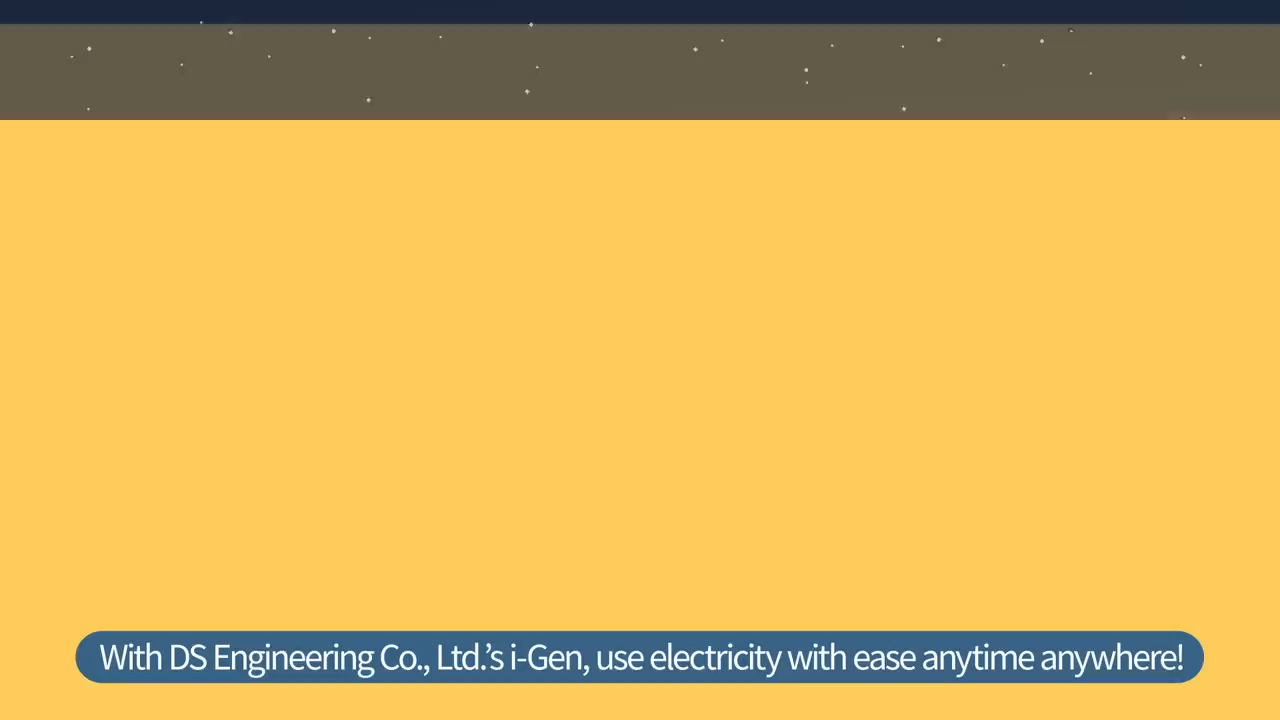 With DS Engineering Co., Ltd.’s i-Gen, use electricity with ease anytime anywhere!